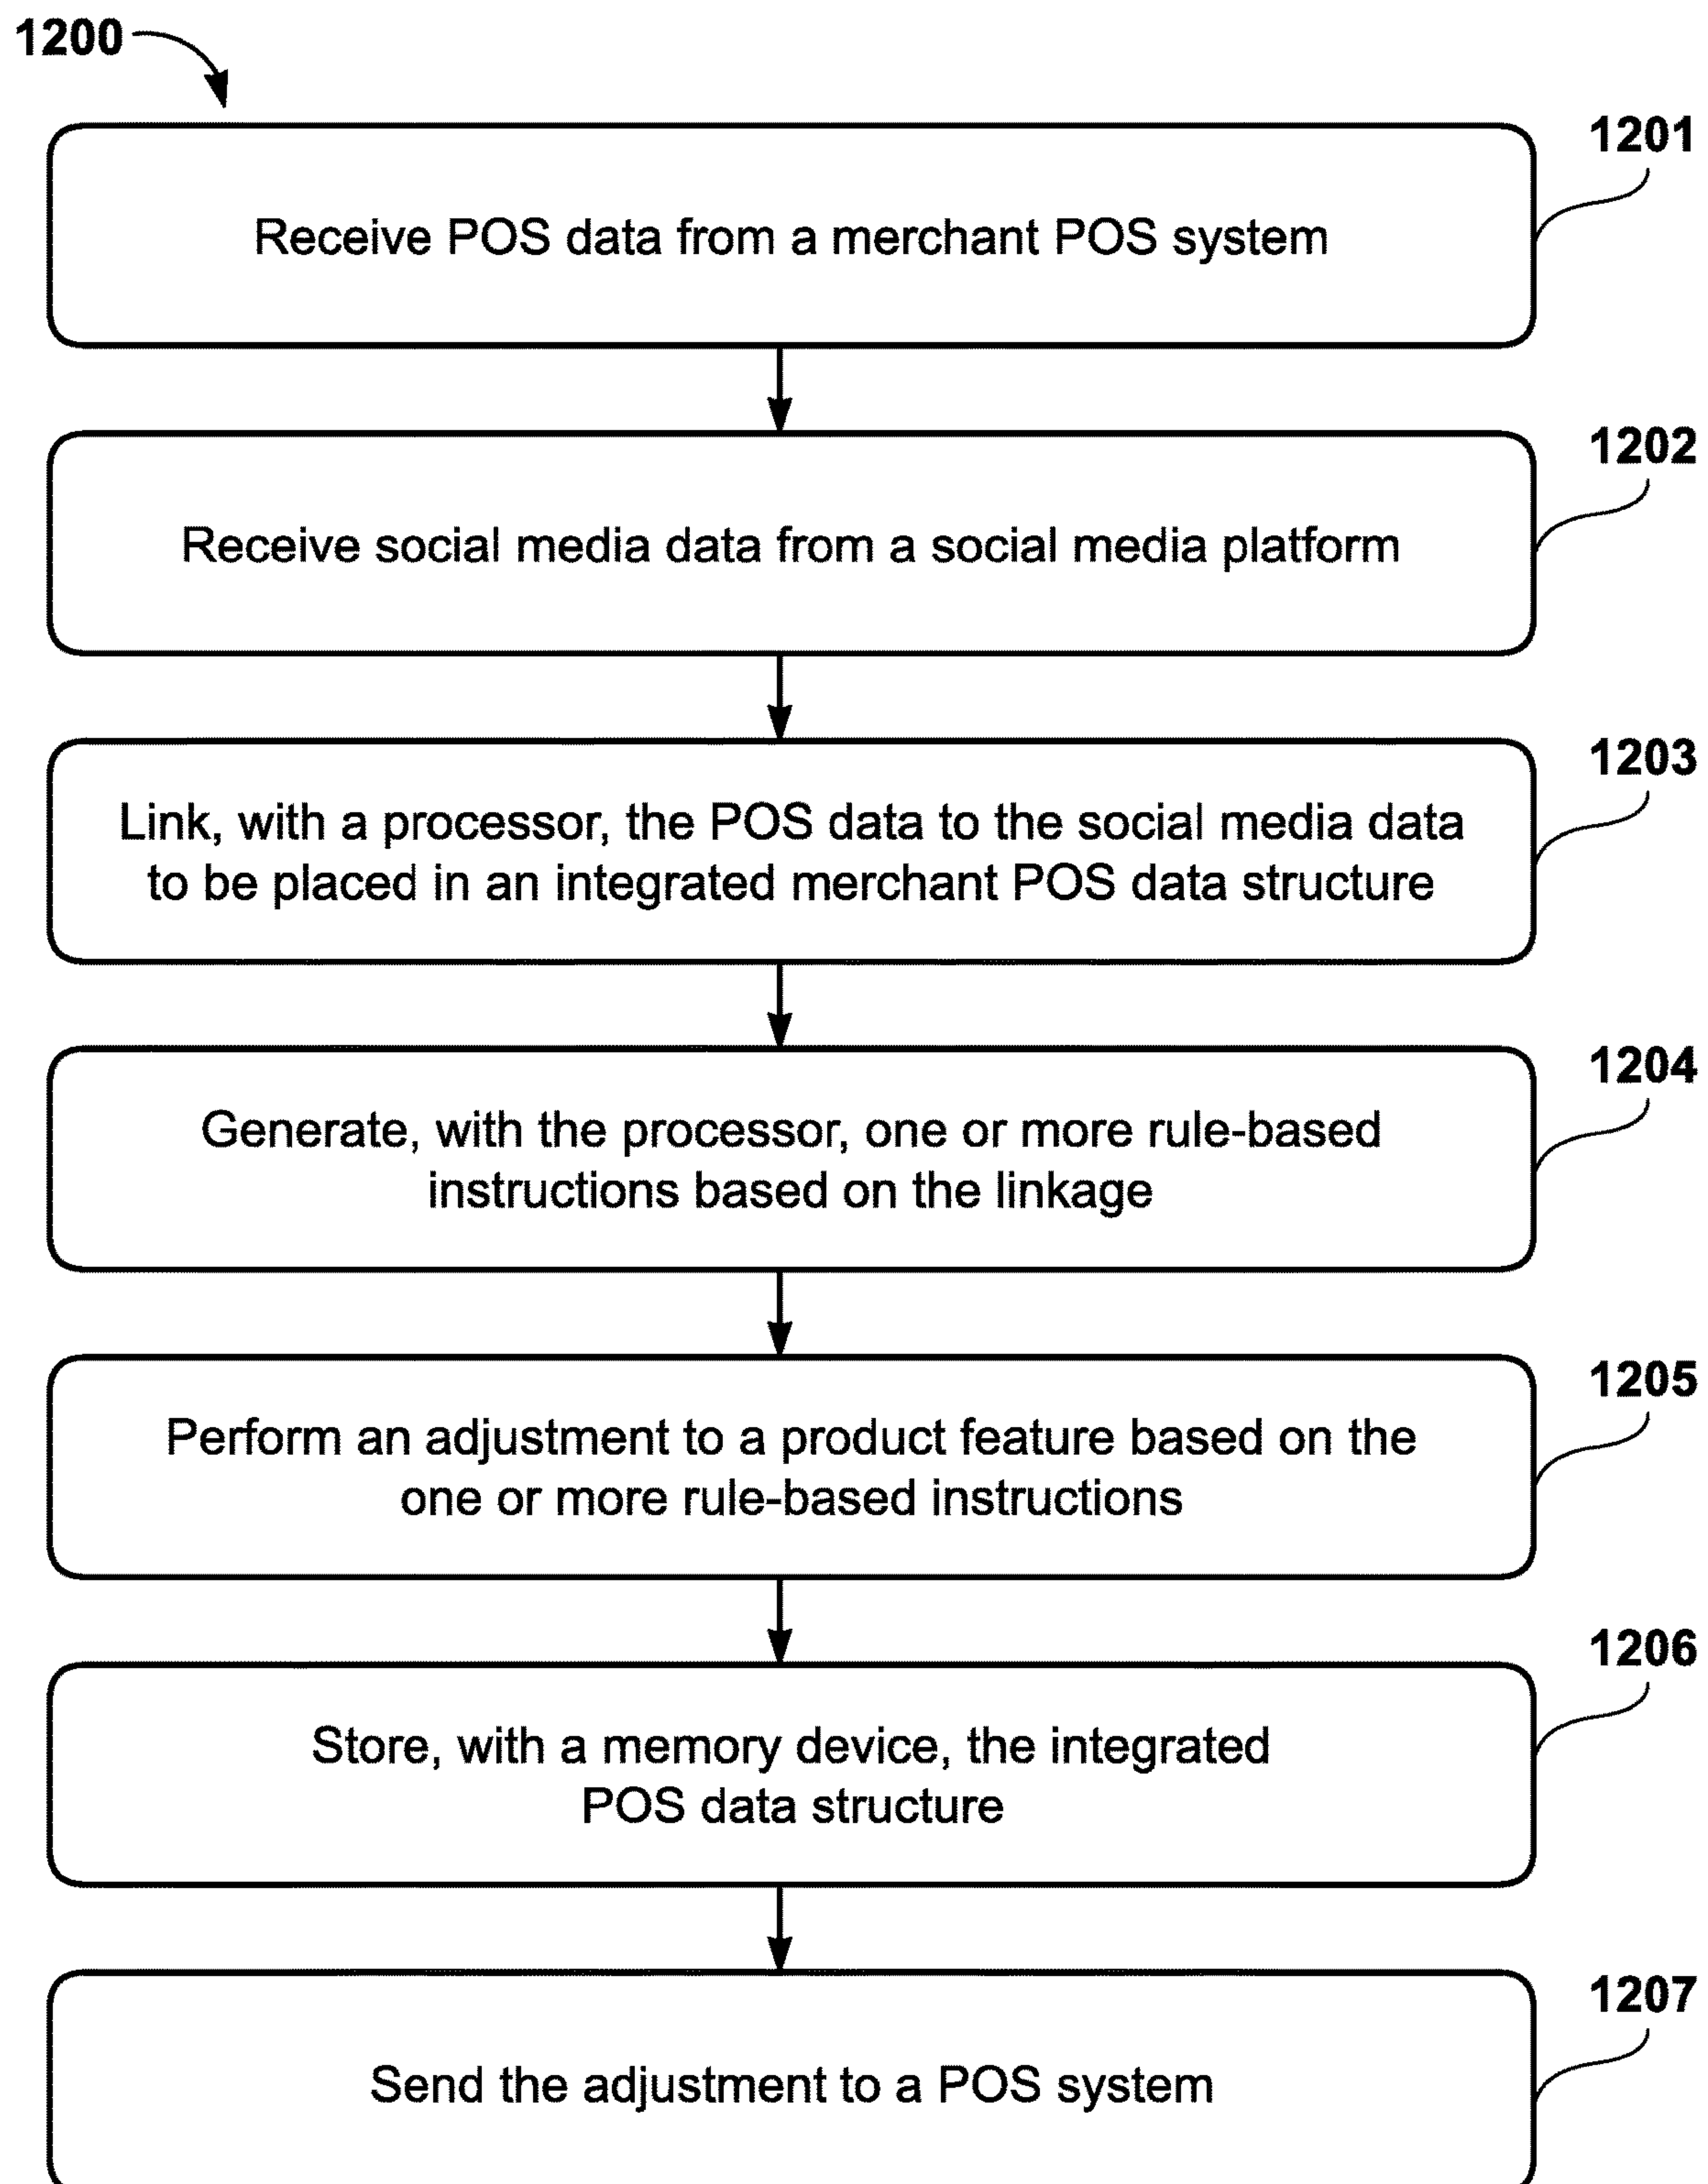 1200
1201
Receive POS data from a merchant POS system
1202
Receive social media data from a social media platform
1203
Link, with a processor, the POS data to the social media data
to be placed in an integrated merchant POS data structure
1204
Generate, with the processor, one or more rule-based
instructions based on the linkage
1205
Perform an adjustment to a product feature based on the
one or more rule-based instructions
1206
Store, with a memory device, the integrated
POS data structure
1207
Send the adjustment to a POS system